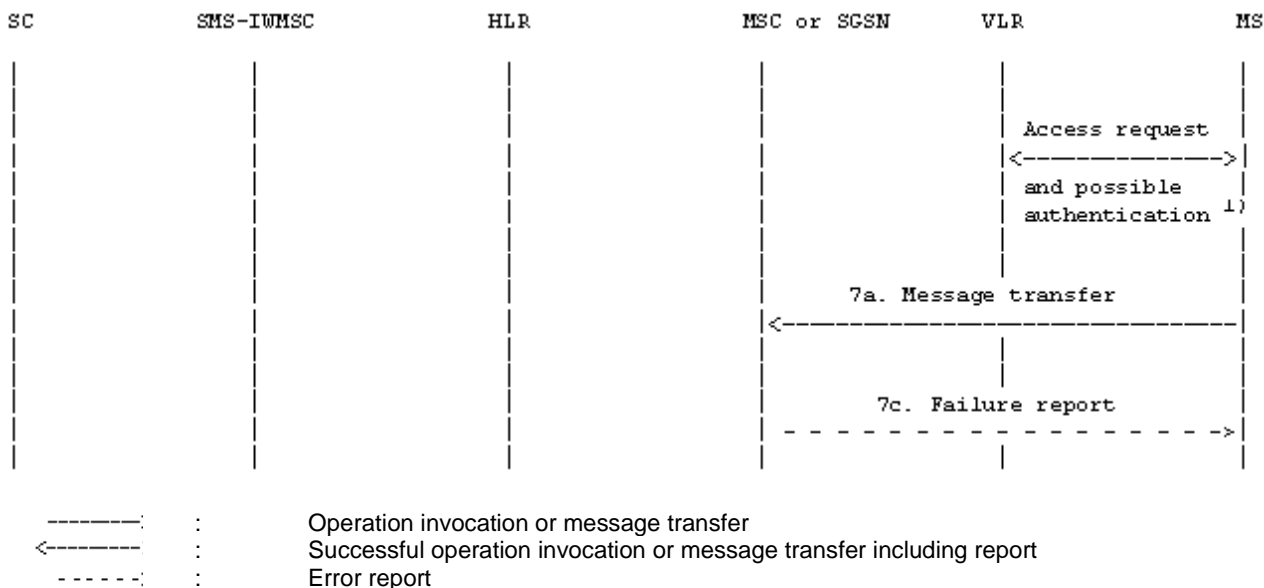 SC SMS-IWMSC HLR MSC or SGSN VLR MS
Access request
and possible
authentication 1)
7a. Message transfer
7c. Failure report
: Operation invocation or message transfer
: Successful operation invocation or message transfer including report
: Error report